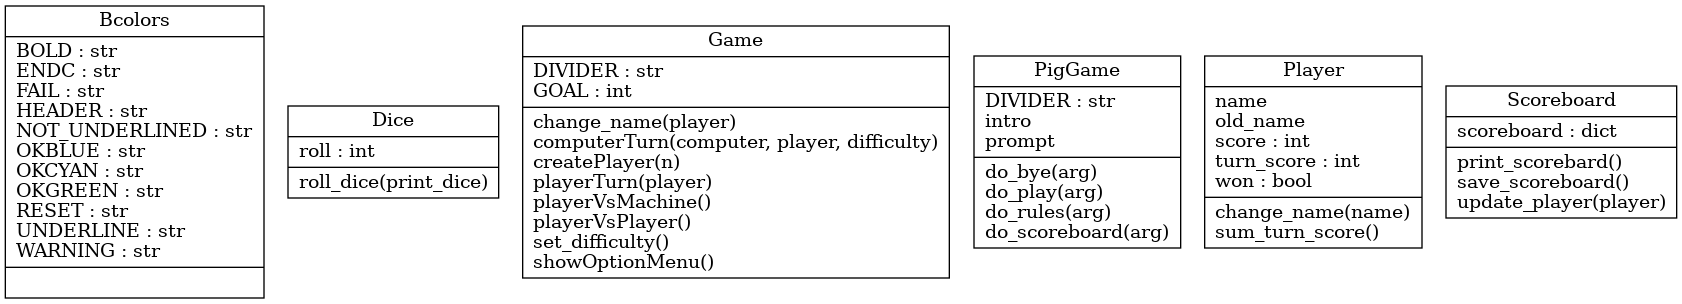 Bcolors
BOLD : str
ENDC : str
FAIL : str
HEADER : str
NOT_UNDERLINED : str
OKBLUE : str
OKCYAN : str
OKGREEN : str
RESET : str
UNDERLINE : str
WARNING : str
Dice
roll : int
roll_dice(print_dice)
Game
DIVIDER : str
GOAL : int
change_name(player)
computerTurn(computer, player, difficulty)
createPlayer(n)
playerTurn(player)
playerVsMachine()
playerVsPlayer()
set_difficulty()
showOptionMenu()
PigGame
DIVIDER : str
intro
prompt
do_bye(arg)
do_play(arg)
do_rules(arg)
do_scoreboard(arg)
Player
name
old_name
score : int
turn_score : int
won : bool
change_name(name)
sum_turn_score()
Scoreboard
scoreboard : dict
print_scorebard()
save_scoreboard()
update_player(player)